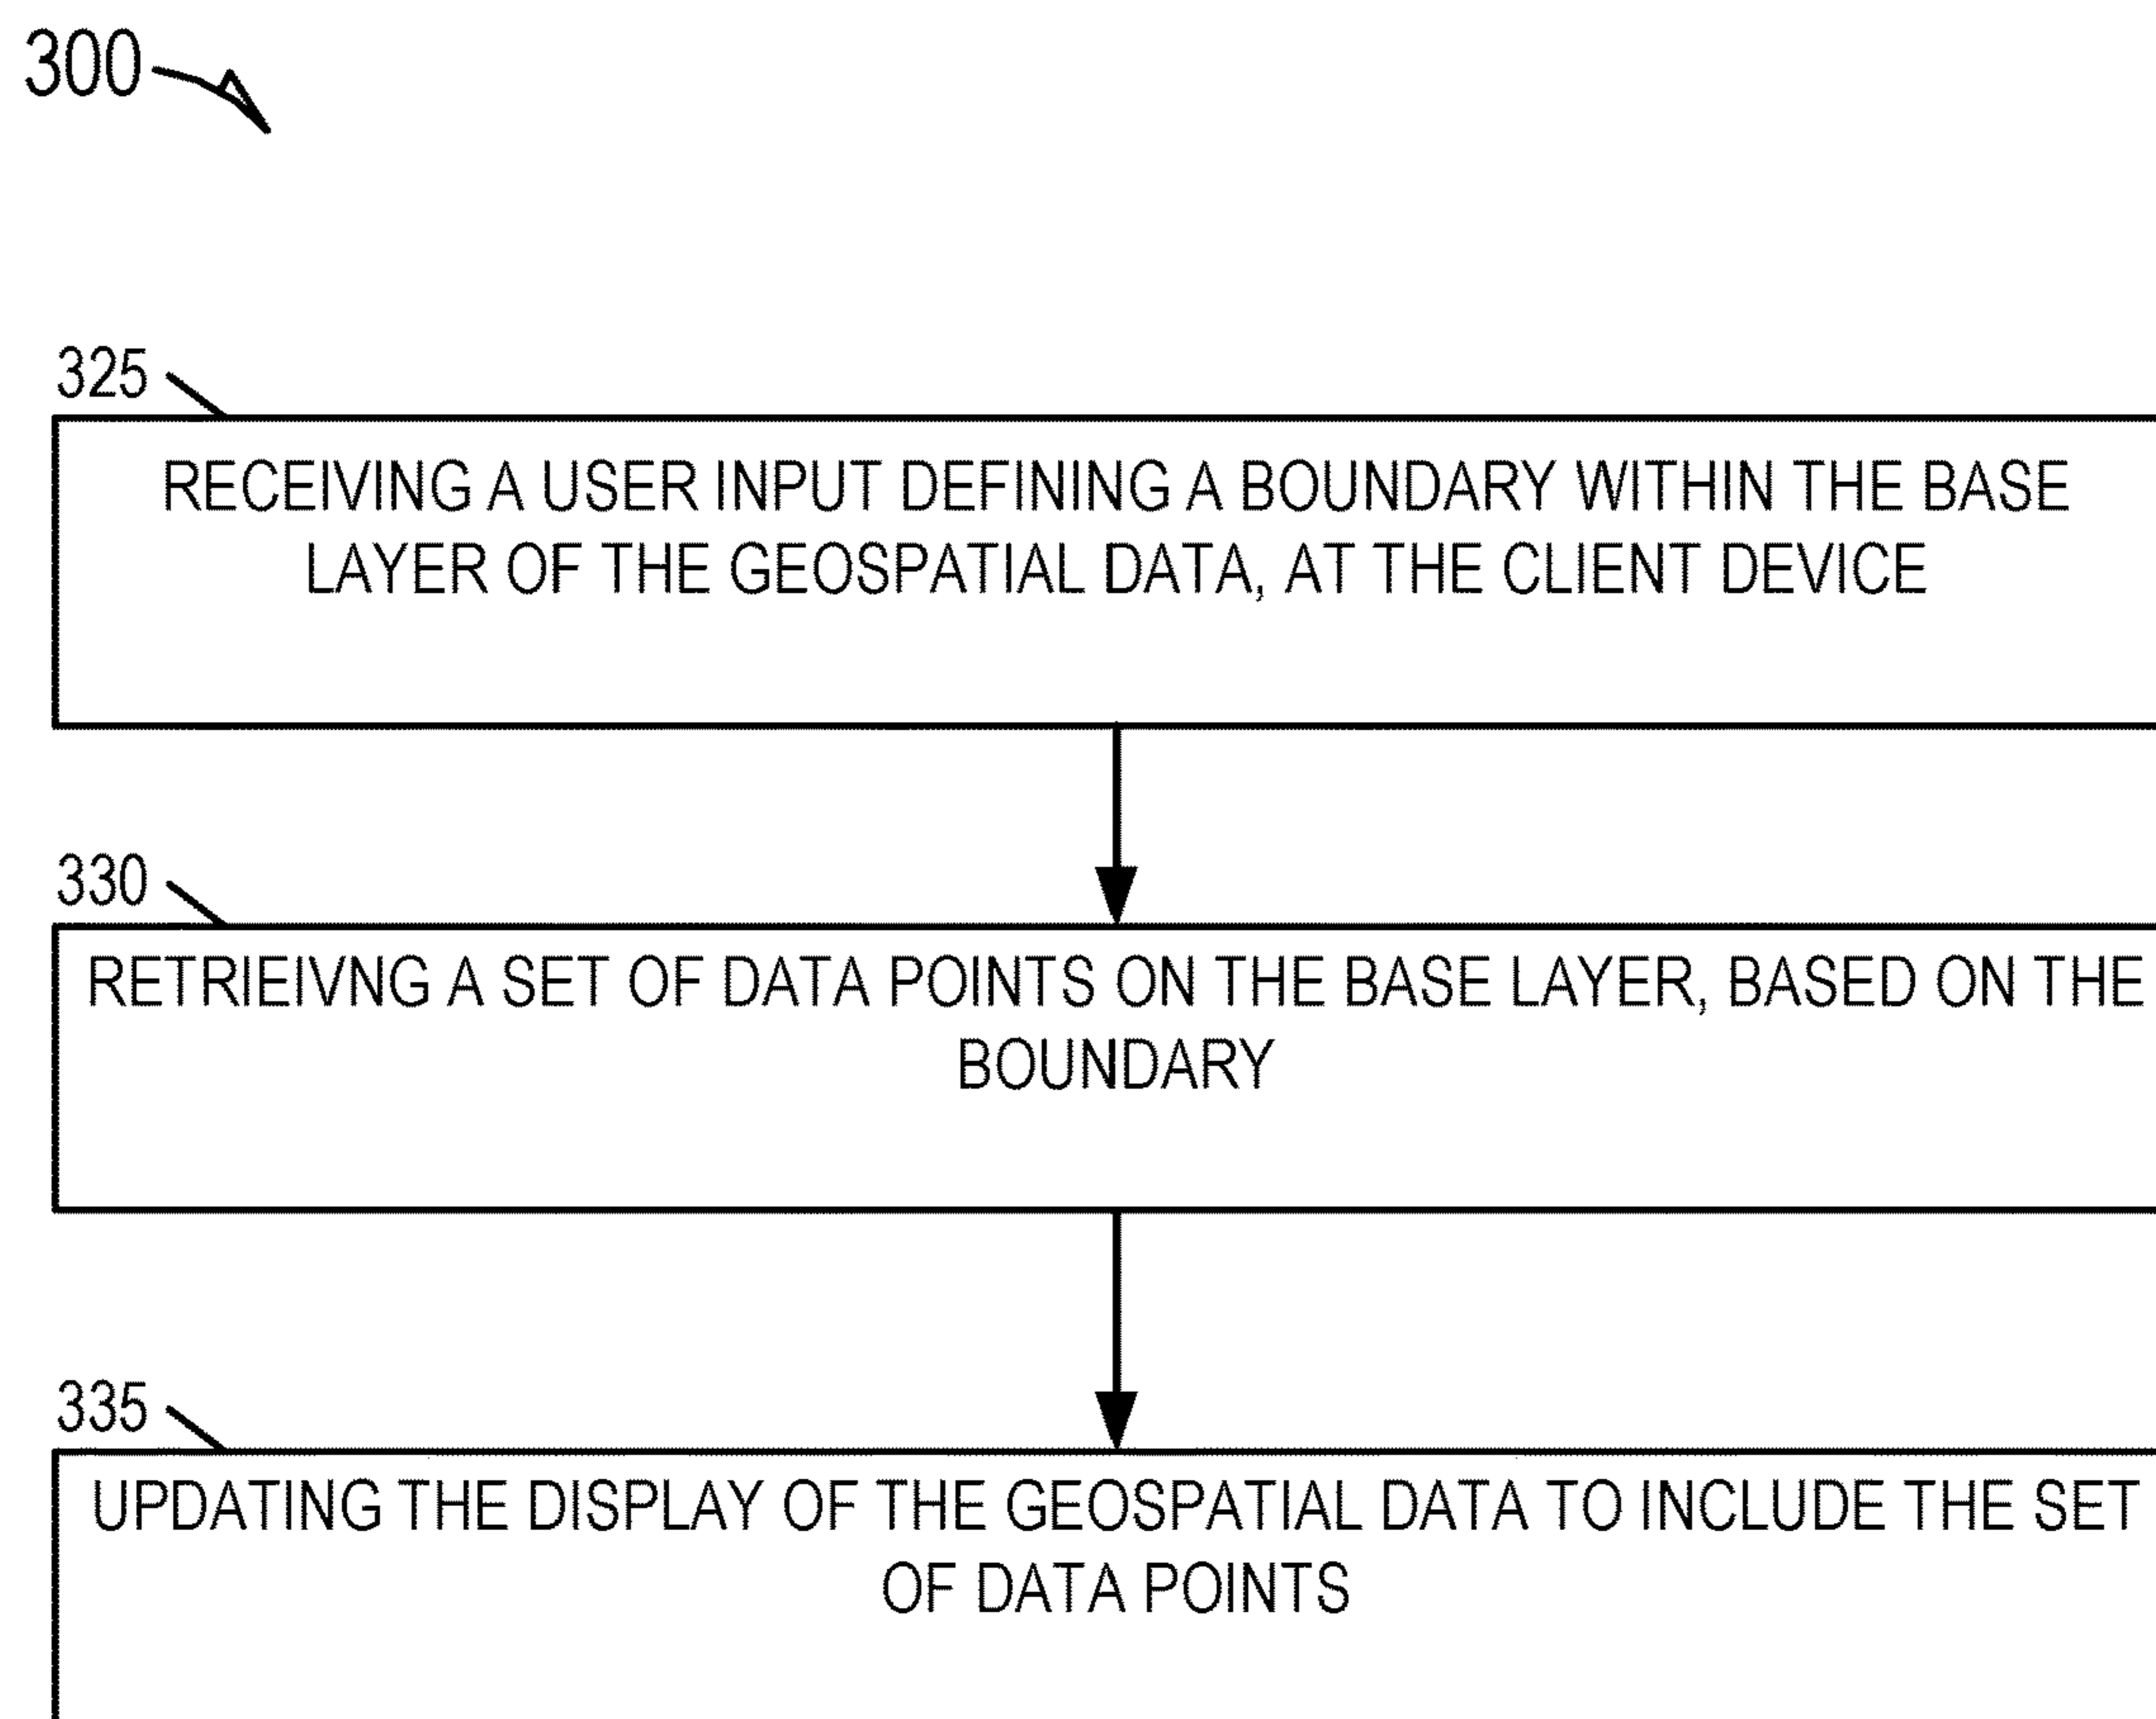 300
325
RECEIVING A USER INPUT DEFINING A BOUNDARY WITHIN THE BASE
LAYER OF THE GEOSPATIAL DATA, AT THE CLIENT DEVICE
330
RETRIEIVNG A SET OF DATA POINTS ON THE BASE LAYER, BASED ON THE
BOUNDARY
335
UPDATING THE DISPLAY OF THE GEOSPATIAL DATA TO INCLUDE THE SET
OF DATA POINTS